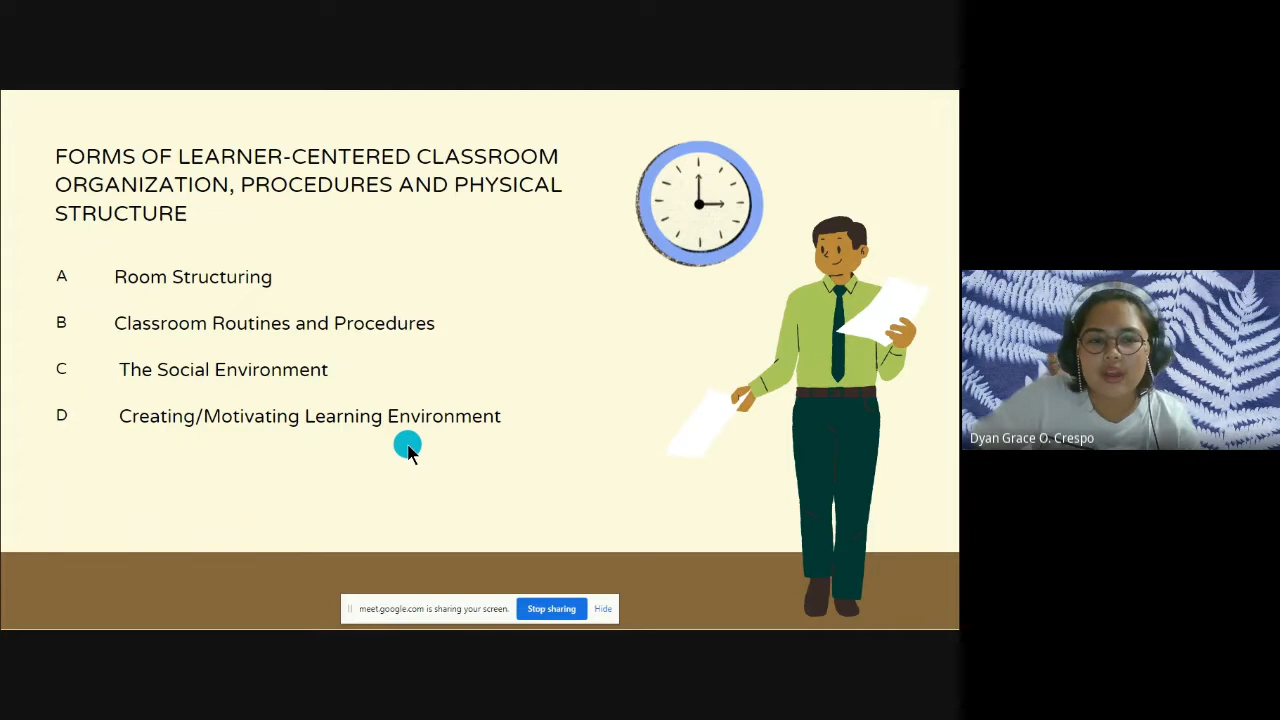 FORMS OF LEARNER-CENTERED CLASSROOM
ORGANIZATION, PROCEDURES AND PHYSICAL
STRUCTURE
A Room Structuring
B Classroom Routines and Procedures
C The Social Environment
D Creating/Motivating Learning Environment
meet.google.com is sharing your screen. Stop sharing Hide
Dyan Grace O. Crespo